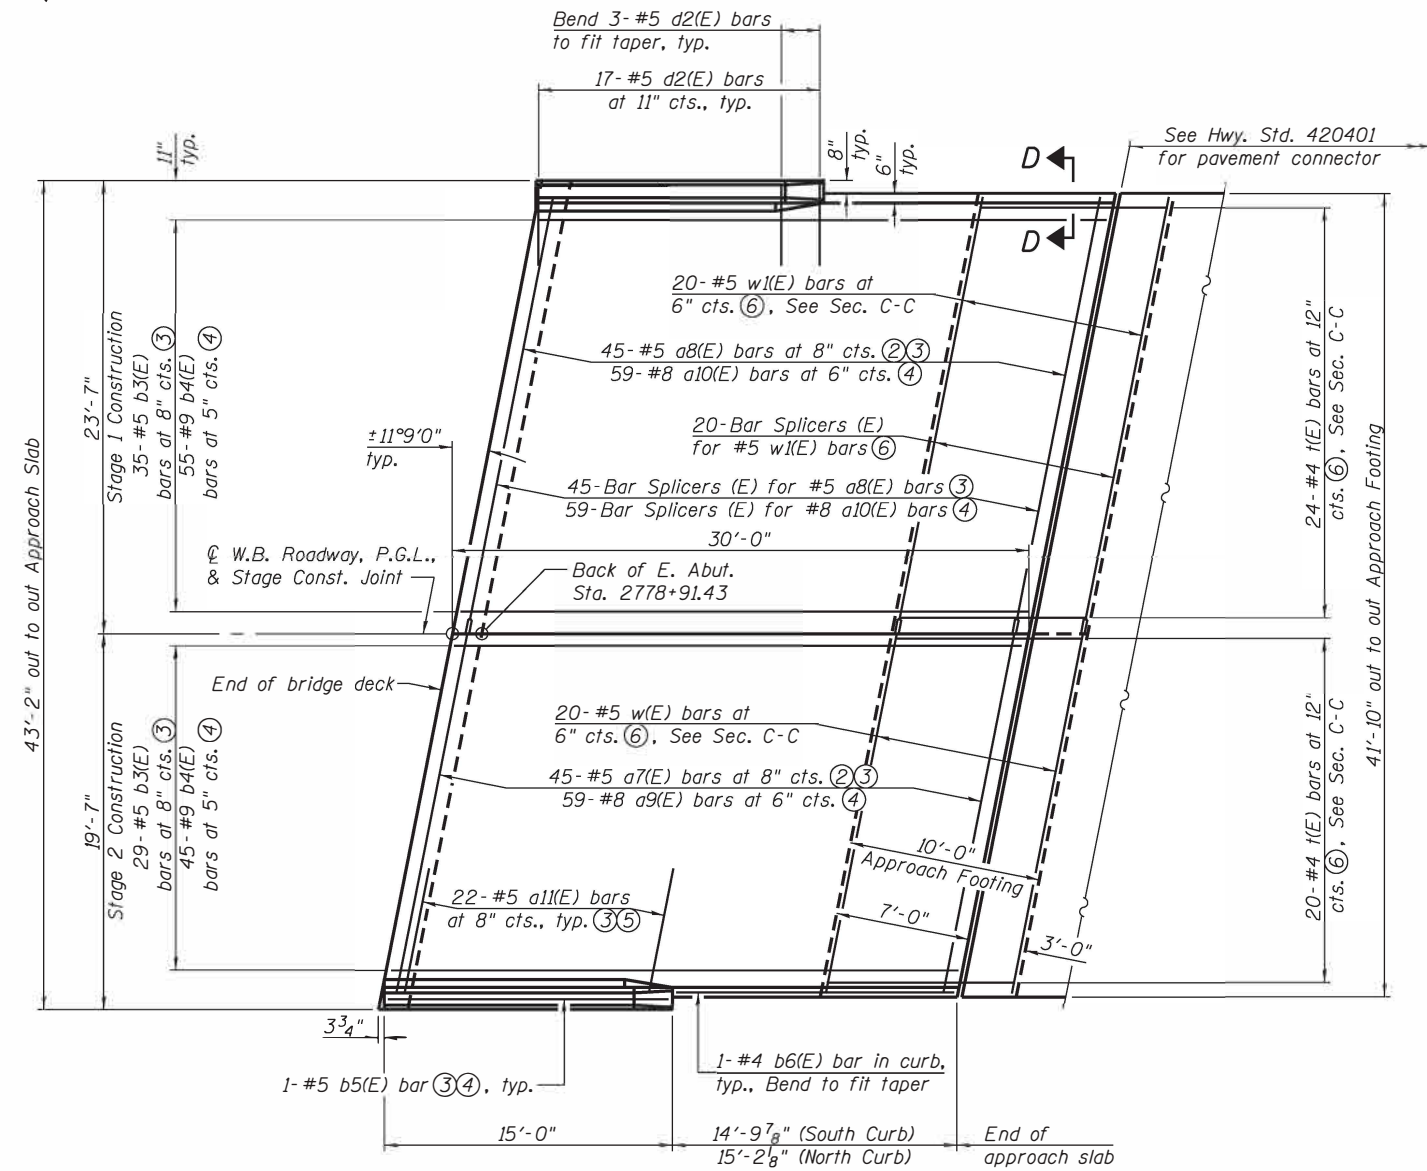 Bend 3-#5 d2(E) bars
to fit taper, typ.
17-#5 d2(E) bars
at 11" cts., typ.
11"
typ.
8"
typ.
6"
typ.
D
D
See Hwy. Std. 420401
for pavement connector
20-#5 w1(E) bars at
6" cts. ⑥, See Sec. C-C
45-#5 a8(E) bars at 8" cts. ②③
59-#8 a10(E) bars at 6" cts. ④
20-Bar Splicers (E)
for #5 w1(E) bars ⑥
45-Bar Splicers (E) for #5 a8(E) bars ③
59-Bar Splicers (E) for #8 a10(E) bars ④
30'-0"
±11°9'0"
typ.
℄ W.B. Roadway, P.G.L.,
& Stage Const. Joint
Back of E. Abut.
Sta. 2778+91.43
43'-2" out to out Approach Slab
23'-7"
Stage 1 Construction
35-#5 b3(E)
bars at 8" cts. ③
55-#9 b4(E)
bars at 5" cts. ④
19'-7"
Stage 2 Construction
29-#5 b3(E)
bars at 8" cts. ③
45-#9 b4(E)
bars at 5" cts. ④
24-#4 t(E) bars at 12"
cts. ⑥, See Sec. C-C
20-#4 t(E) bars at 12"
cts. ⑥, See Sec. C-C
41'-10" out to out Approach Footing
End of bridge deck
20-#5 w(E) bars at
6" cts. ⑥, See Sec. C-C
45-#5 a7(E) bars at 8" cts. ②③
59-#8 a9(E) bars at 6" cts. ④
10'-0"
Approach Footing
22-#5 a11(E) bars
at 8" cts., typ. ③⑤
7'-0"
3'-0"
3¾"
1-#5 b5(E) bar ③④, typ.
1-#4 b6(E) bar in curb,
typ., Bend to fit taper
15'-0"
14'-9⅞" (South Curb)
15'-2⅛" (North Curb)
End of
approach slab